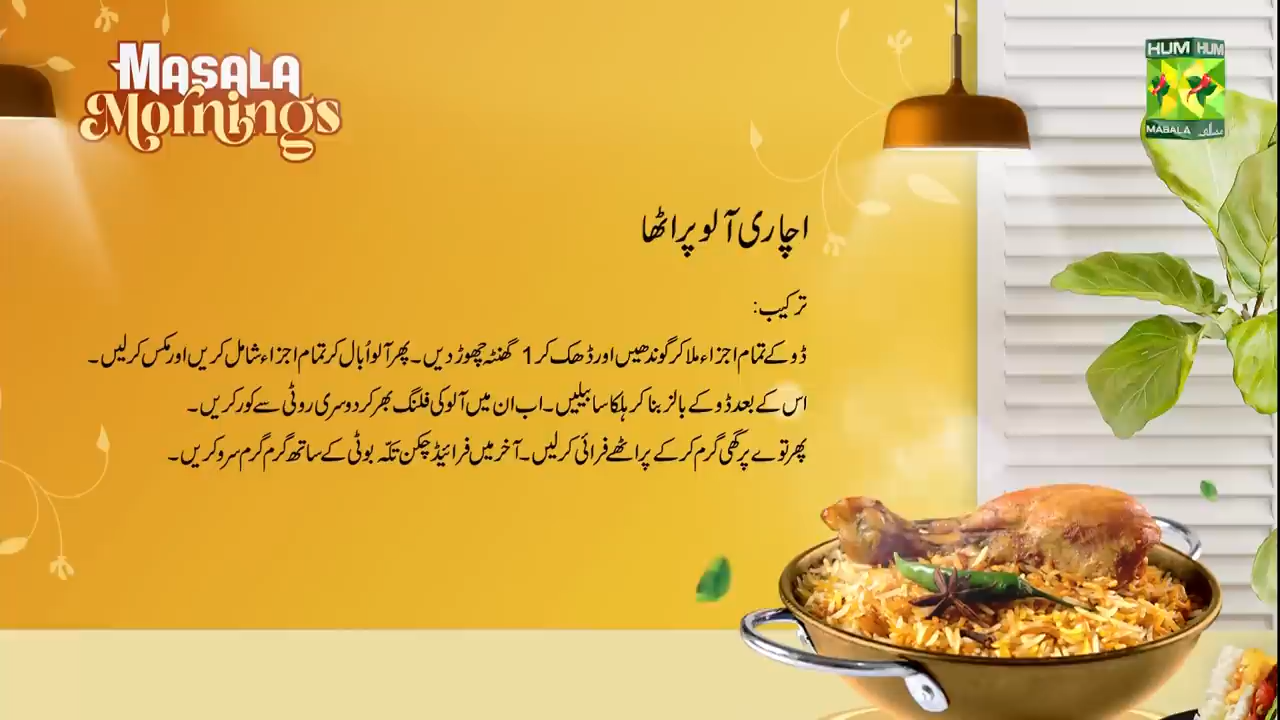 MASALA
Mornings
HUM HUM
MASALA مصالحہ
اچاری آلو پراٹھا
ترکیب:
ڈو کے تمام اجزاء ملا کر گوندھیں اور ڈھک کر 1 گھنٹہ چھوڑ دیں۔ پھر آلو اُبال کر تمام اجزاء شامل کریں اور مکس کر لیں۔
اس کے بعد ڈو کے بالز بنا کر ہلکا سا بیلیں۔ اب ان میں آلو کی فلنگ بھر کر دوسری روٹی سے کور کریں۔
پھر توے پر گھی گرم کر کے پراٹھے فرائی کر لیں۔ آخر میں فرائیڈ چکن تکّہ بوٹی کے ساتھ گرم گرم سرو کریں۔